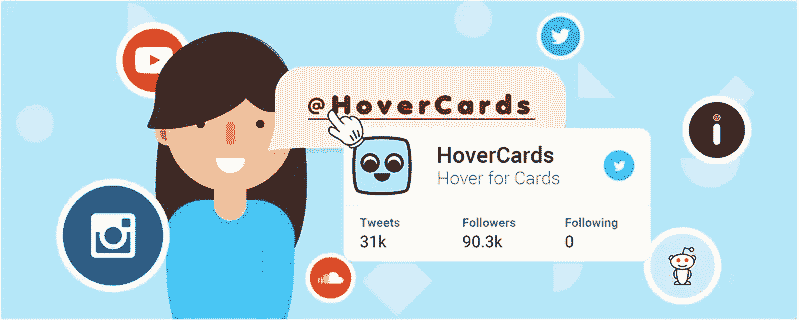 @HoverCards
HoverCards
Hover for Cards
Tweets Followers Following
31k 90.3k 0